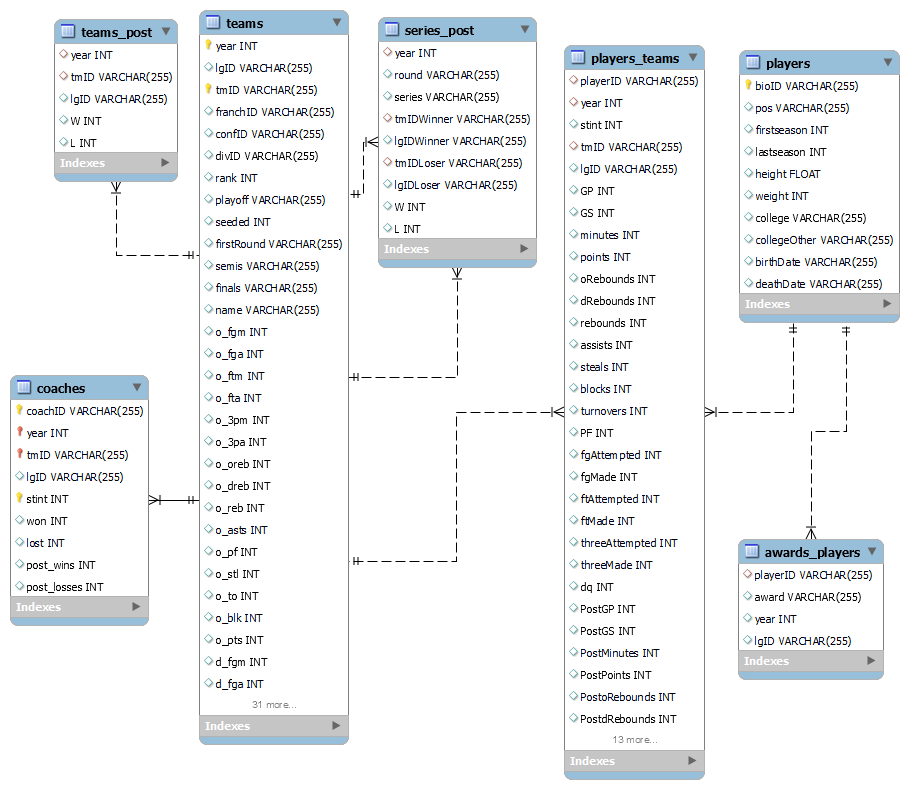 teams_post
year INT
tmID VARCHAR(255)
lgID VARCHAR(255)
W INT
L INT
Indexes
teams
year INT
lgID VARCHAR(255)
tmID VARCHAR(255)
franchID VARCHAR(255)
confID VARCHAR(255)
divID VARCHAR(255)
rank INT
playoff VARCHAR(255)
seeded INT
firstRound VARCHAR(255)
semis VARCHAR(255)
finals VARCHAR(255)
name VARCHAR(255)
o_fgm INT
o_fga INT
o_ftm INT
o_fta INT
o_3pm INT
o_3pa INT
o_oreb INT
o_dreb INT
o_reb INT
o_asts INT
o_pf INT
o_stl INT
o_to INT
o_blk INT
o_pts INT
d_fgm INT
d_fga INT
31 more...
Indexes
series_post
year INT
round VARCHAR(255)
series VARCHAR(255)
tmIDWinner VARCHAR(255)
lgIDWinner VARCHAR(255)
tmIDLoser VARCHAR(255)
lgIDLoser VARCHAR(255)
W INT
L INT
Indexes
players_teams
playerID VARCHAR(255)
year INT
stint INT
tmID VARCHAR(255)
lgID VARCHAR(255)
GP INT
GS INT
minutes INT
points INT
oRebounds INT
dRebounds INT
rebounds INT
assists INT
steals INT
blocks INT
turnovers INT
PF INT
fgAttempted INT
fgMade INT
ftAttempted INT
ftMade INT
threeAttempted INT
threeMade INT
dq INT
PostGP INT
PostGS INT
PostMinutes INT
PostPoints INT
PostoRebounds INT
PostdRebounds INT
13 more...
Indexes
players
bioID VARCHAR(255)
pos VARCHAR(255)
firstseason INT
lastseason INT
height FLOAT
weight INT
college VARCHAR(255)
collegeOther VARCHAR(255)
birthDate VARCHAR(255)
deathDate VARCHAR(255)
Indexes
coaches
coachID VARCHAR(255)
year INT
tmID VARCHAR(255)
lgID VARCHAR(255)
stint INT
won INT
lost INT
post_wins INT
post_losses INT
Indexes
awards_players
playerID VARCHAR(255)
award VARCHAR(255)
year INT
lgID VARCHAR(255)
Indexes